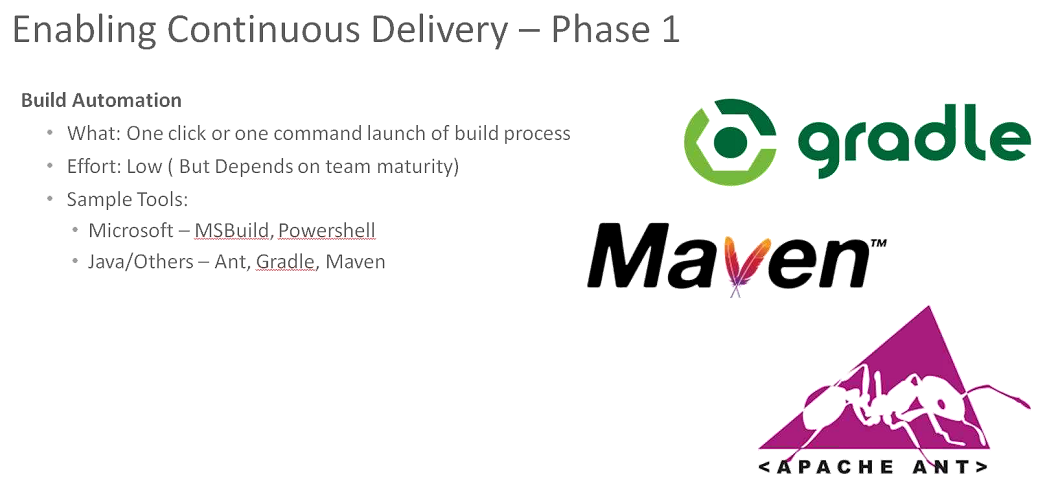 Enabling Continuous Delivery – Phase 1
Build Automation
• What: One click or one command launch of build process
• Effort: Low ( But Depends on team maturity)
• Sample Tools:
• Microsoft – MSBuild, Powershell
• Java/Others – Ant, Gradle, Maven
gradle
Maven™
<APACHE ANT>